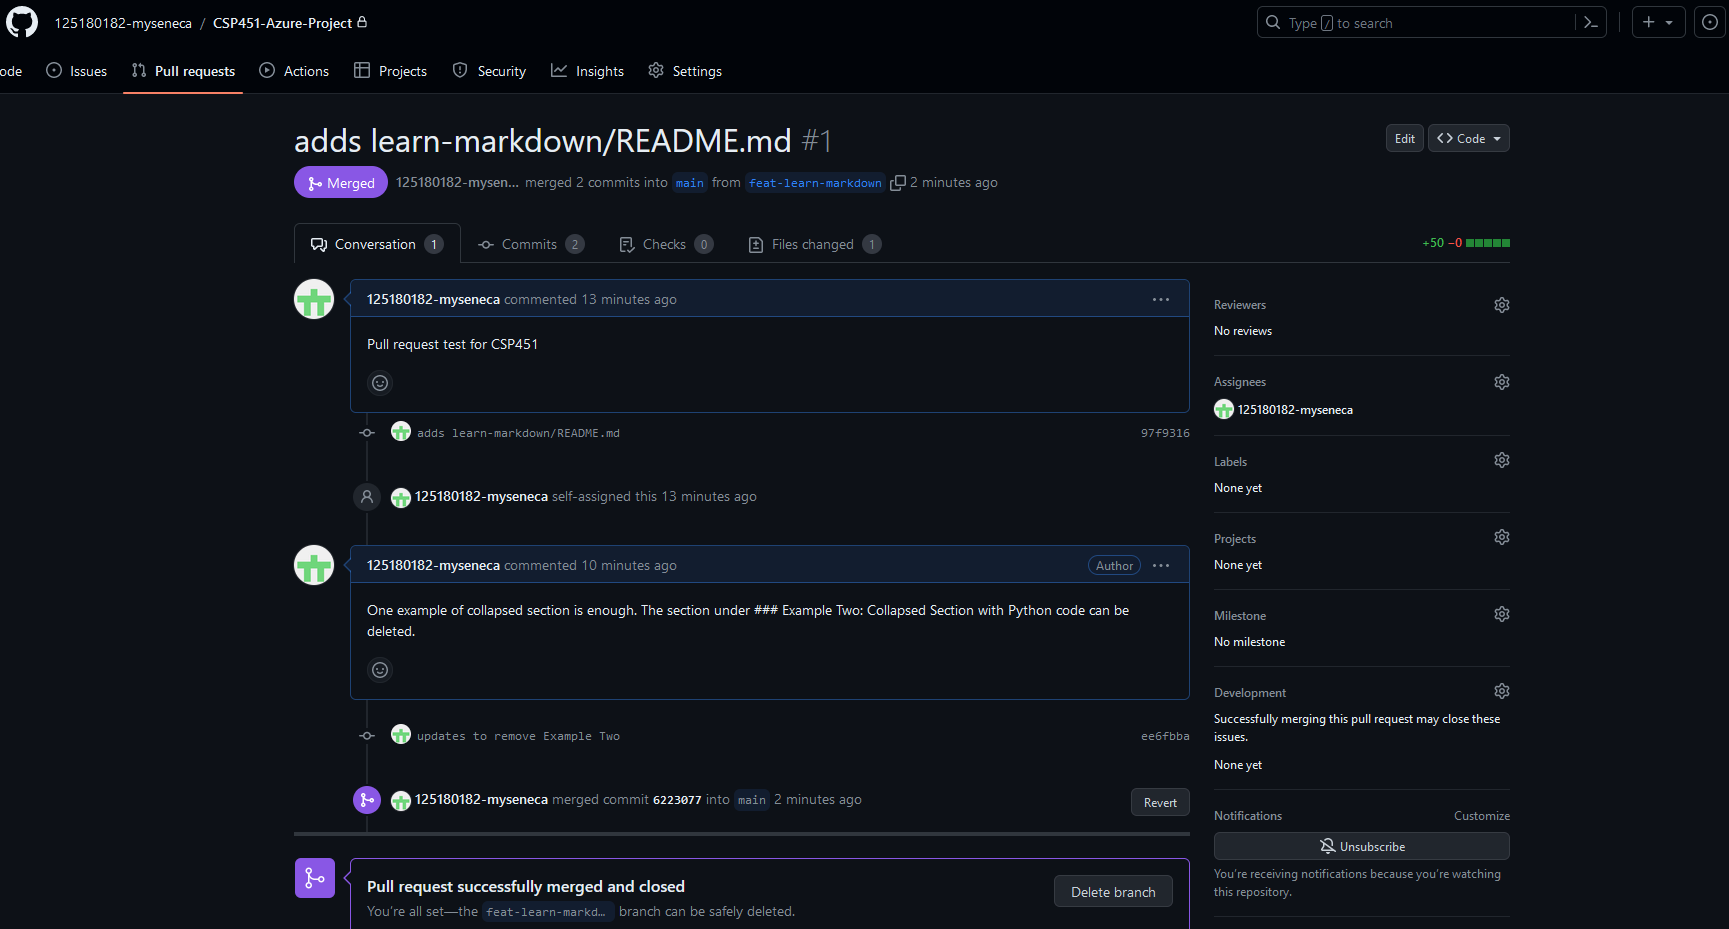 125180182-myseneca / CSP451-Azure-Project
Type / to search
ode Issues Pull requests Actions Projects Security Insights Settings
adds learn-markdown/README.md #1
Edit Code
Merged 125180182-mysen... merged 2 commits into main from feat-learn-markdown 2 minutes ago
Conversation 1 Commits 2 Checks 0 Files changed 1
+50 −0
125180182-myseneca commented 13 minutes ago
Pull request test for CSP451
adds learn-markdown/README.md 97f9316
125180182-myseneca self-assigned this 13 minutes ago
125180182-myseneca commented 10 minutes ago Author
One example of collapsed section is enough. The section under ### Example Two: Collapsed Section with Python code can be
deleted.
updates to remove Example Two ee6fbba
125180182-myseneca merged commit 6223077 into main 2 minutes ago
Revert
Pull request successfully merged and closed
You're all set—the feat-learn-markd… branch can be safely deleted.
Delete branch
Reviewers
No reviews
Assignees
125180182-myseneca
Labels
None yet
Projects
None yet
Milestone
No milestone
Development
Successfully merging this pull request may close these
issues.
None yet
Notifications Customize
Unsubscribe
You're receiving notifications because you're watching
this repository.